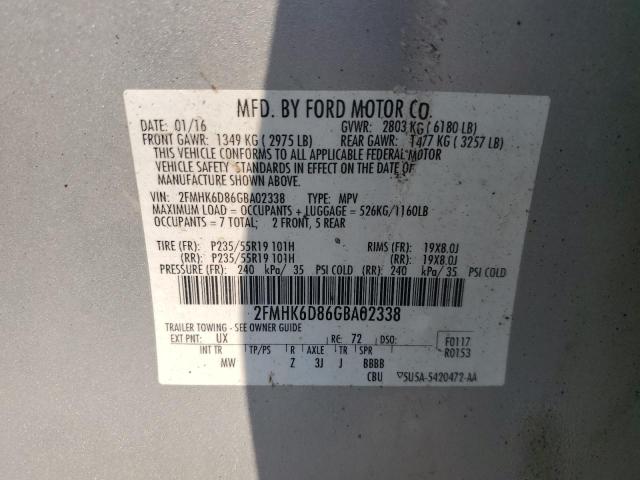 MFD. BY FORD MOTOR CO.
DATE: 01/16 GVWR: 2803 KG ( 6180 LB)
FRONT GAWR: 1349 KG ( 2975 LB) REAR GAWR: 1477 KG ( 3257 LB)
THIS VEHICLE CONFORMS TO ALL APPLICABLE FEDERAL MOTOR
VEHICLE SAFETY STANDARDS IN EFFECT ON THE DATE OF
MANUFACTURE SHOWN ABOVE.
VIN: 2FMHK6D86GBA02338 TYPE: MPV
MAXIMUM LOAD = OCCUPANTS + LUGGAGE = 526KG/1160LB
OCCUPANTS = 7 TOTAL; 2 FRONT, 5 REAR
TIRE (FR): P235/55R19 101H RIMS (FR): 19X8.0J
(RR): P235/55R19 101H (RR): 19X8.0J
PRESSURE (FR): 240 kPa/ 35 PSI COLD (RR): 240 kPa/ 35 PSI COLD
2FMHK6D86GBA02338
TRAILER TOWING - SEE OWNER GUIDE
EXT PNT: UX RC: 72 DSO: F0117
INT TR TP/PS R AXLE TR SPR R0153
MW Z 3J J BBBB
CBU ▽SU5A-5420472-AA